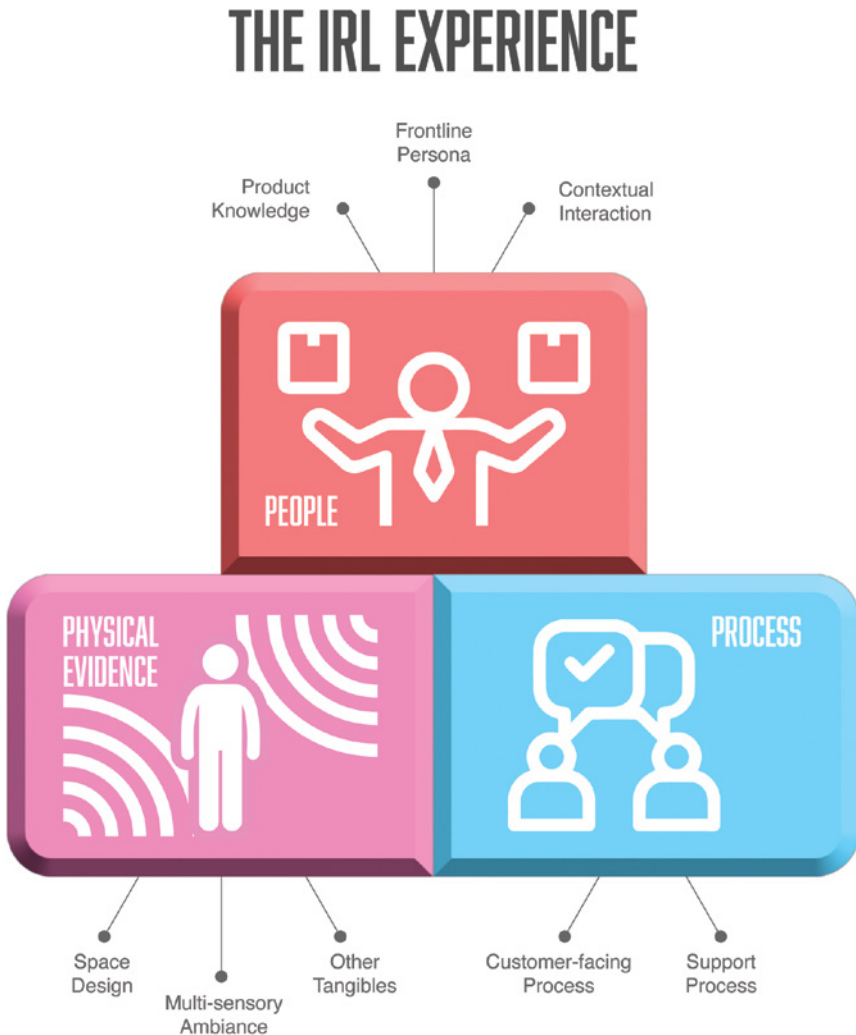 THE IRL EXPERIENCE
Frontline
Persona
Product
Knowledge
Contextual
Interaction
PEOPLE
PHYSICAL
EVIDENCE
PROCESS
Space
Design
Multi-sensory
Ambiance
Other
Tangibles
Customer-facing
Process
Support
Process